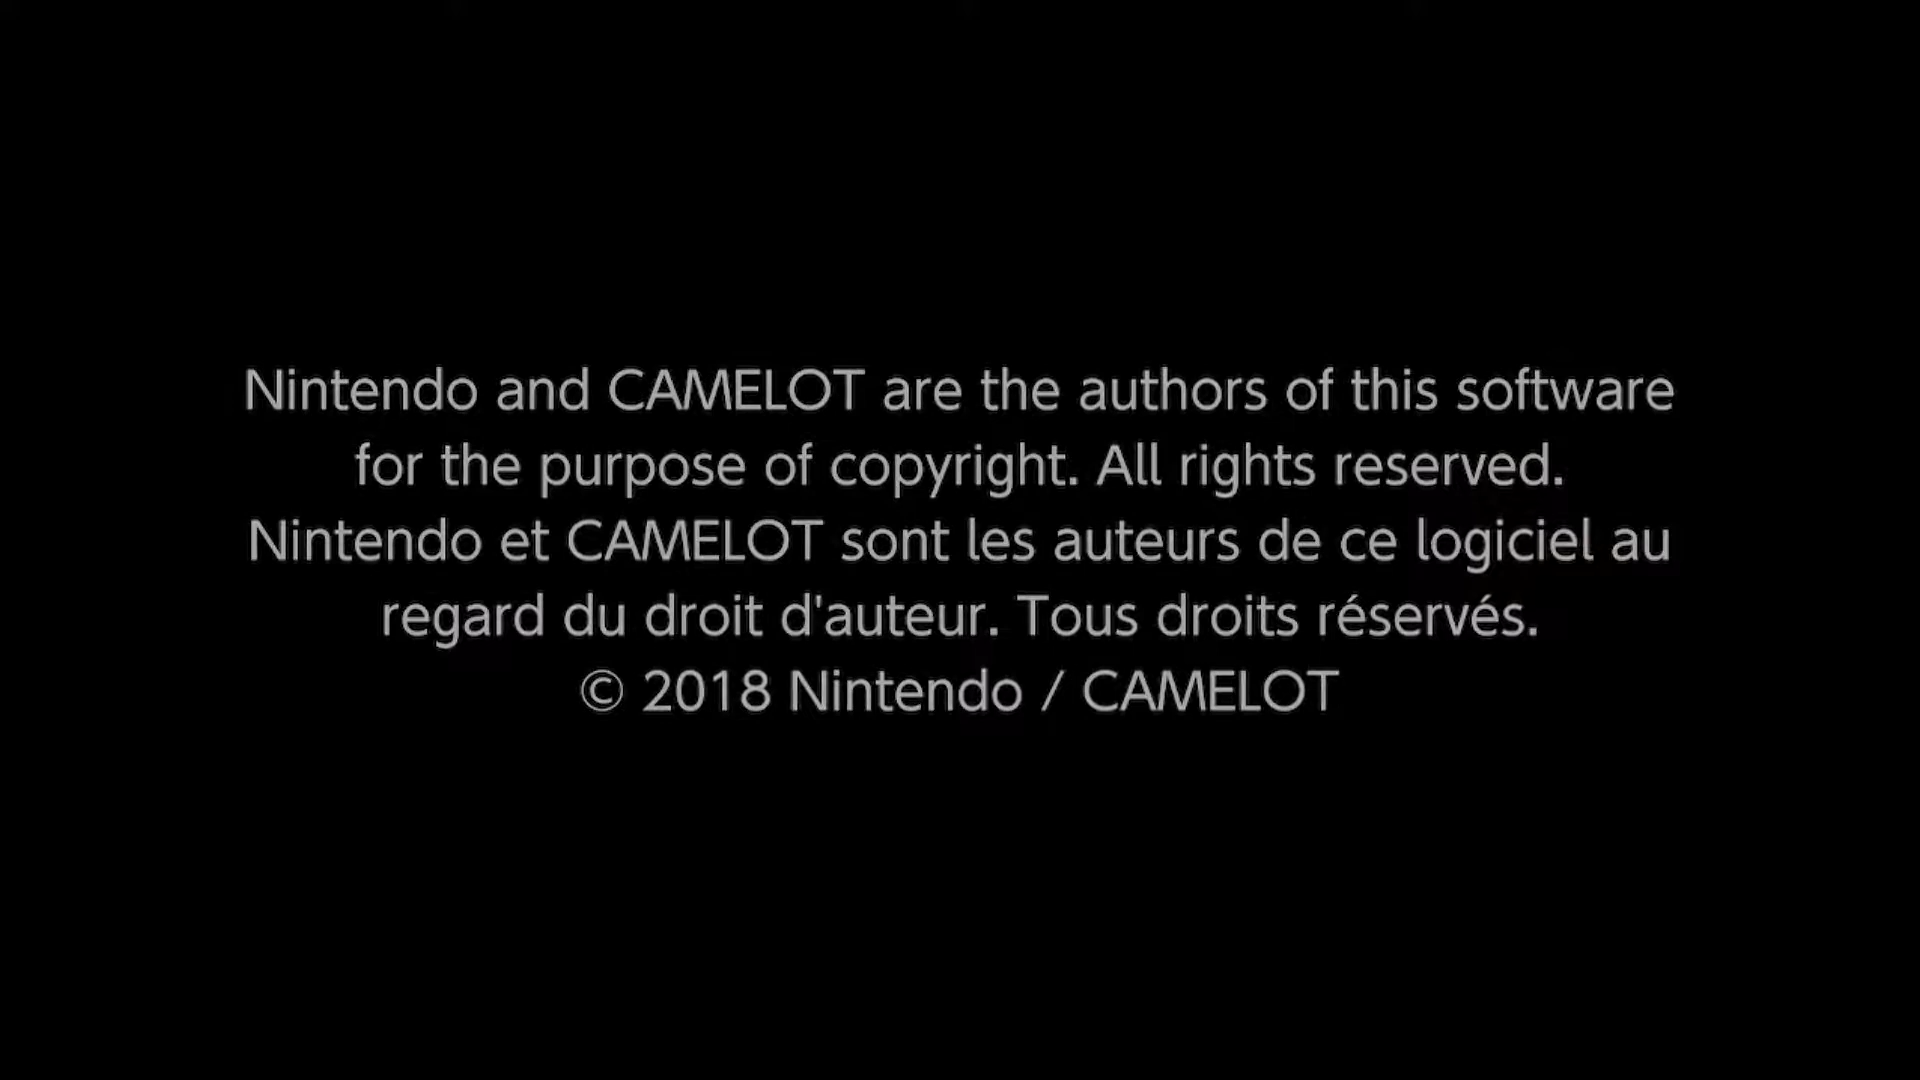 Nintendo and CAMELOT are the authors of this software
for the purpose of copyright. All rights reserved.
Nintendo et CAMELOT sont les auteurs de ce logiciel au
regard du droit d'auteur. Tous droits réservés.
© 2018 Nintendo / CAMELOT